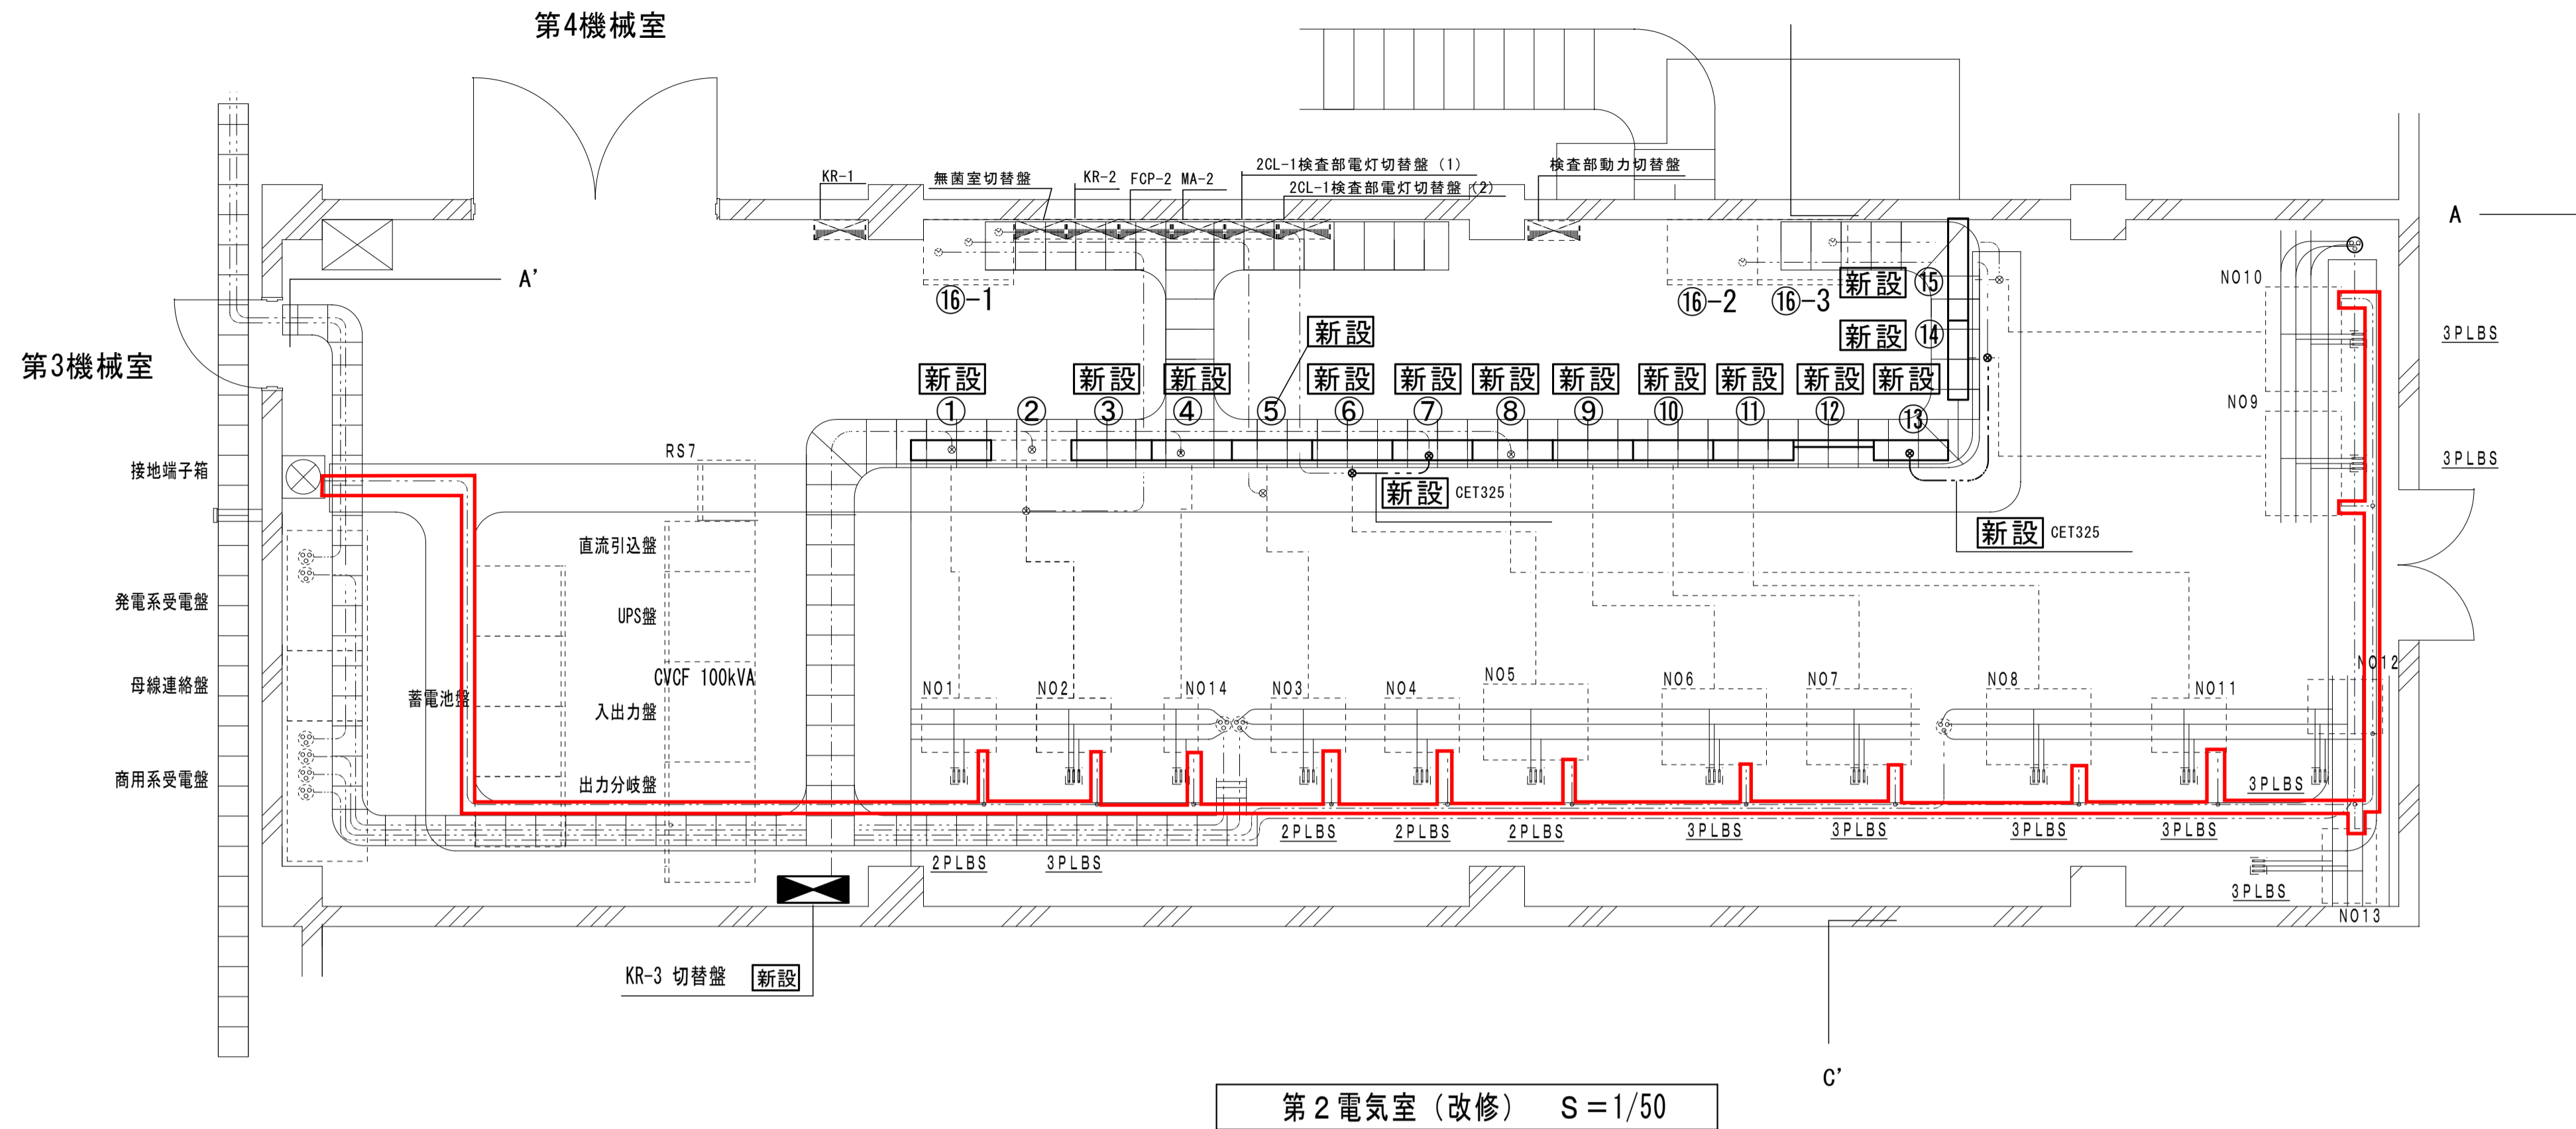 第4機械室
KR-1
無菌室切替盤
KR-2
FCP-2
MA-2
2CL-1検査部電灯切替盤（1）
2CL-1検査部電灯切替盤（2）
検査部動力切替盤
A
A’
第3機械室
⑯-1
⑯-2
⑯-3
新設 ⑮
新設 ⑭
NO10
3PLBS
NO9
3PLBS
新設
新設
新設
新設
新設
新設
新設
新設
新設
新設
新設
新設
①
②
③
④
⑤
⑥
⑦
⑧
⑨
⑩
⑪
⑫
⑬
RS7
接地端子箱
新設 CET325
新設 CET325
直流引込盤
発電系受電盤
UPS盤
母線連絡盤
CVCF 100kVA
蓄電池盤
入出力盤
商用系受電盤
出力分岐盤
NO1
NO2
NO14
NO3
NO4
NO5
NO6
NO7
NO8
NO11
NO12
3PLBS
2PLBS
3PLBS
2PLBS
2PLBS
2PLBS
3PLBS
3PLBS
3PLBS
3PLBS
3PLBS
NO13
KR-3 切替盤 新設
C’
第２電気室（改修） S＝1/50